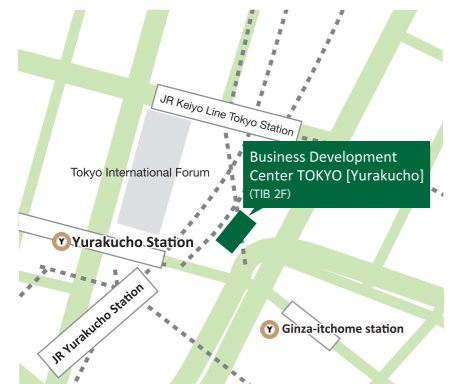 JR Keiyo Line Tokyo Station
Business Development
Center TOKYO [Yurakucho]
(TIB 2F)
Tokyo International Forum
Y Yurakucho Station
JR Yurakucho Station
Y Ginza-itchome station